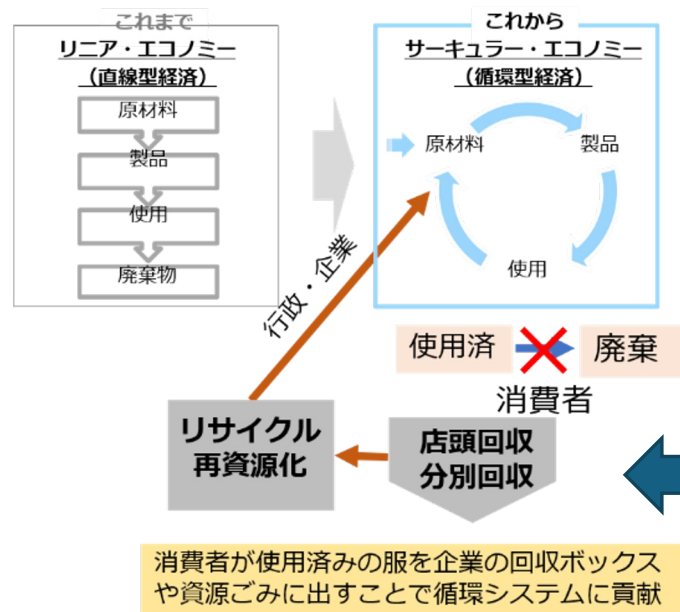 これまで
リニア・エコノミー
（直線型経済）
原材料
製品
使用
廃棄物
これから
サーキュラー・エコノミー
（循環型経済）
原材料
製品
使用
行政・企業
使用済
廃棄
消費者
店頭回収
分別回収
リサイクル
再資源化
消費者が使用済みの服を企業の回収ボックス
や資源ごみに出すことで循環システムに貢献